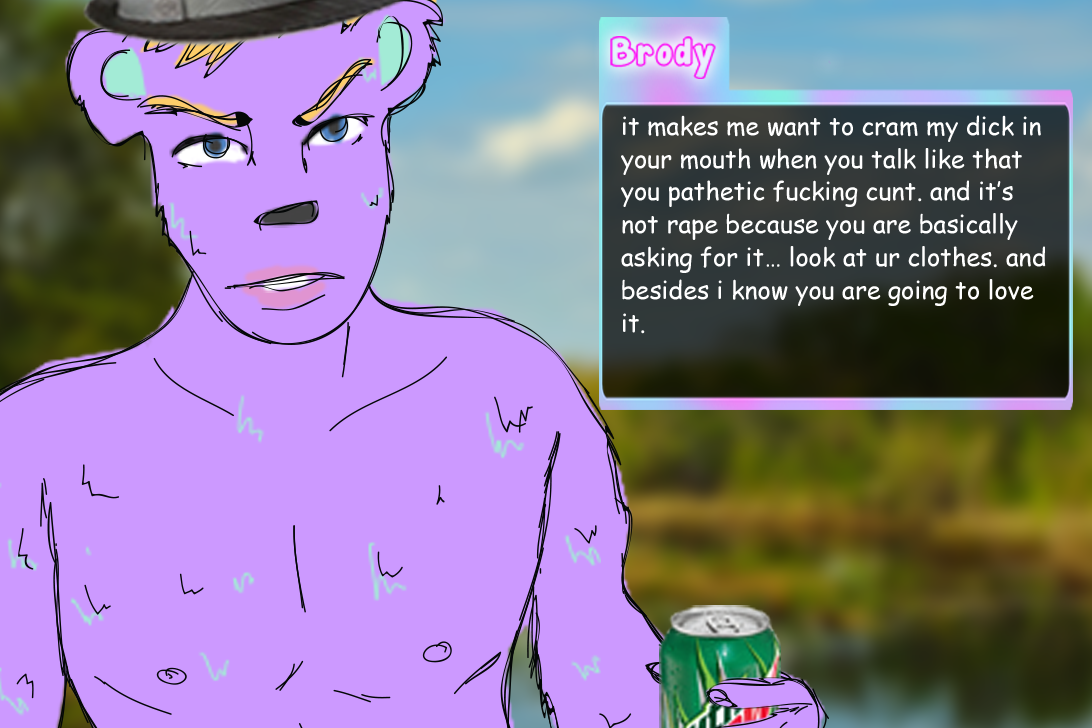 Brody
it makes me want to cram my dick in
your mouth when you talk like that
you pathetic fucking cunt. and it's
not rape because you are basically
asking for it... look at ur clothes. and
besides i know you are going to love
it.